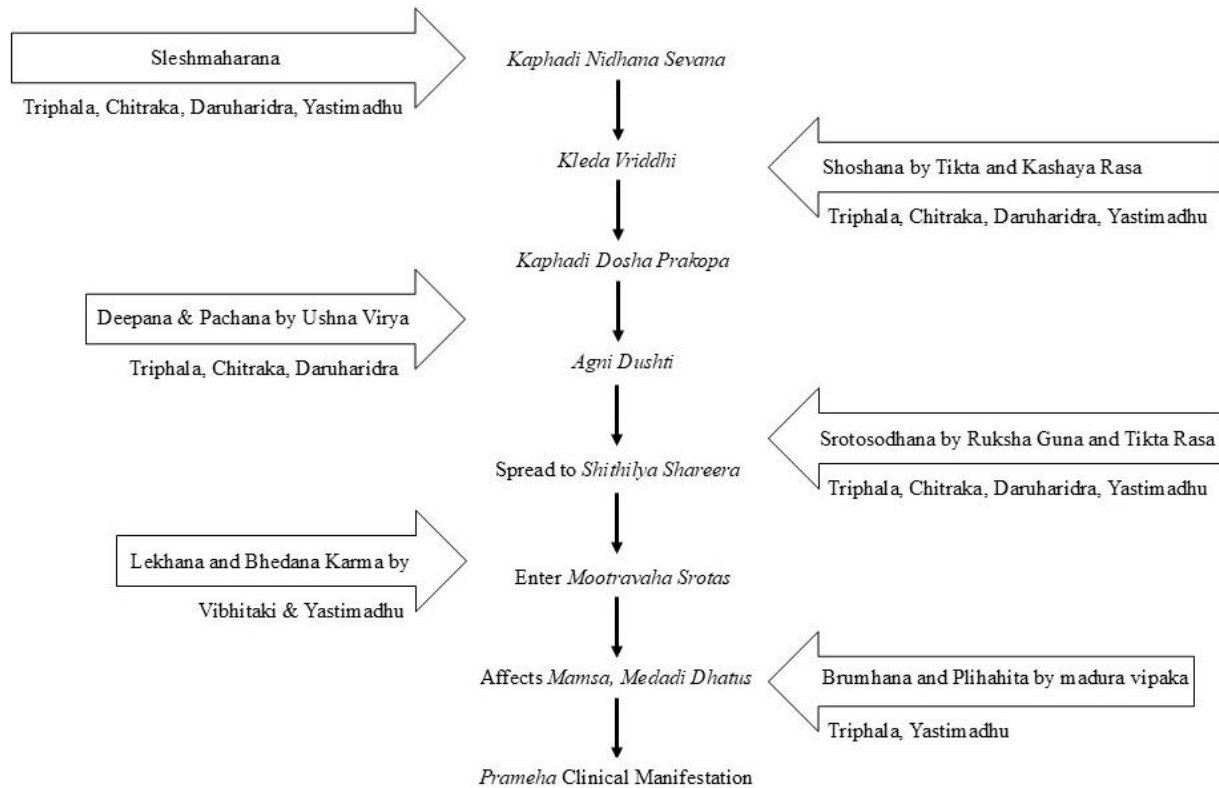 Sleshmaharana
Kaphadi Nidhana Sevana
Triphala, Chitraka, Daruharidra, Yastimadhu
Kleda Vriddhi
Shoshana by Tikta and Kashaya Rasa
Triphala, Chitraka, Daruharidra, Yastimadhu
Kaphadi Dosha Prakopa
Deepana & Pachana by Ushna Virya
Triphala, Chitraka, Daruharidra
Agni Dushti
Srotosodhana by Ruksha Guna and Tikta Rasa
Spread to Shithilya Shareera
Triphala, Chitraka, Daruharidra, Yastimadhu
Lekhana and Bhedana Karma by
Enter Mootravaha Srotas
Vibhitaki & Yastimadhu
Affects Mamsa, Medadi Dhatus
Brumhana and Plihahita by madura vipaka
Triphala, Yastimadhu
Prameha Clinical Manifestation